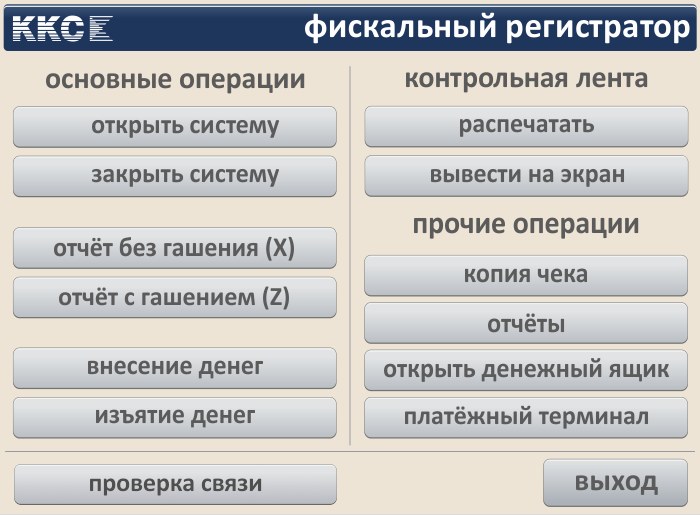 ККСЕ
фискальный регистратор
основные операции
открыть систему
закрыть систему
отчёт без гашения (X)
отчёт с гашением (Z)
внесение денег
изъятие денег
проверка связи
контрольная лента
распечатать
вывести на экран
прочие операции
копия чека
отчёты
открыть денежный ящик
платёжный терминал
выход